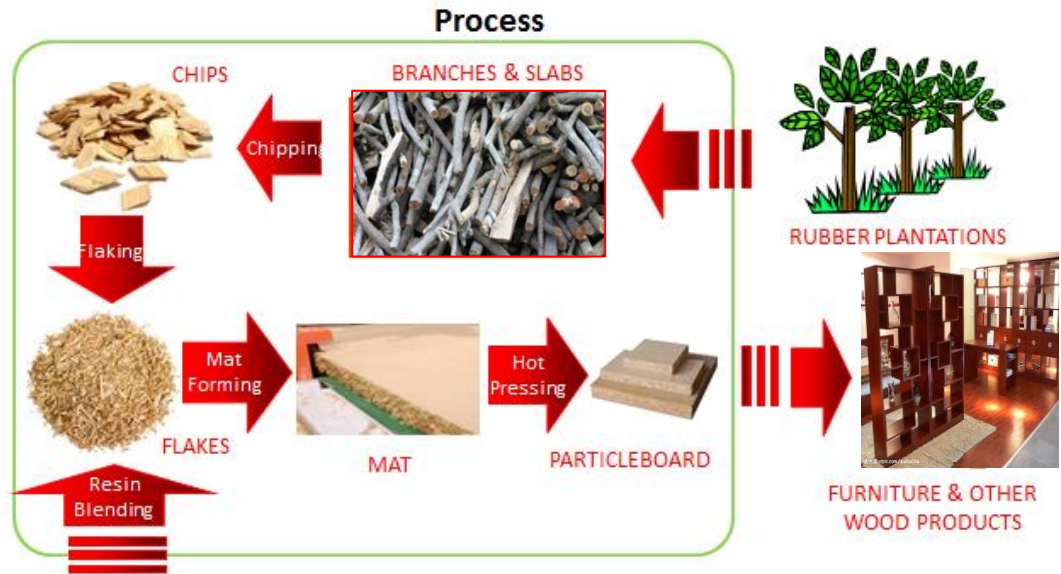 Process
CHIPS
BRANCHES & SLABS
Chipping
RUBBER PLANTATIONS
Flaking
Mat
Forming
Hot
Pressing
FLAKES
MAT
PARTICLEBOARD
Resin
Blending
FURNITURE & OTHER
WOOD PRODUCTS